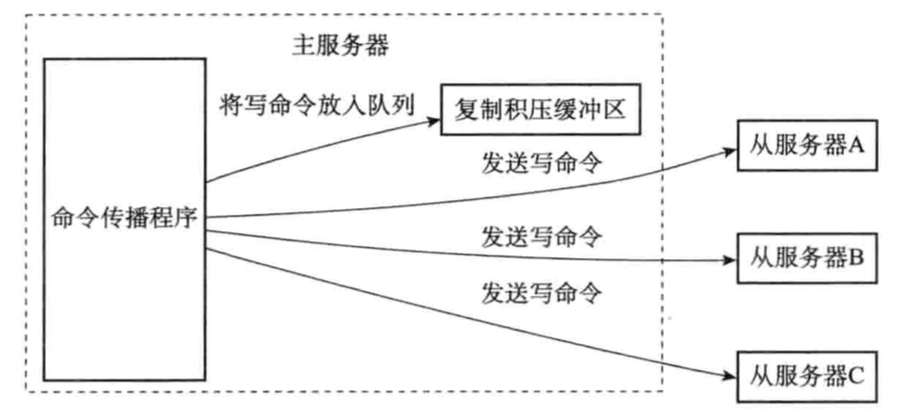 主服务器
将写命令放入队列
复制积压缓冲区
发送写命令
从服务器A
命令传播程序
发送写命令
从服务器B
发送写命令
从服务器C